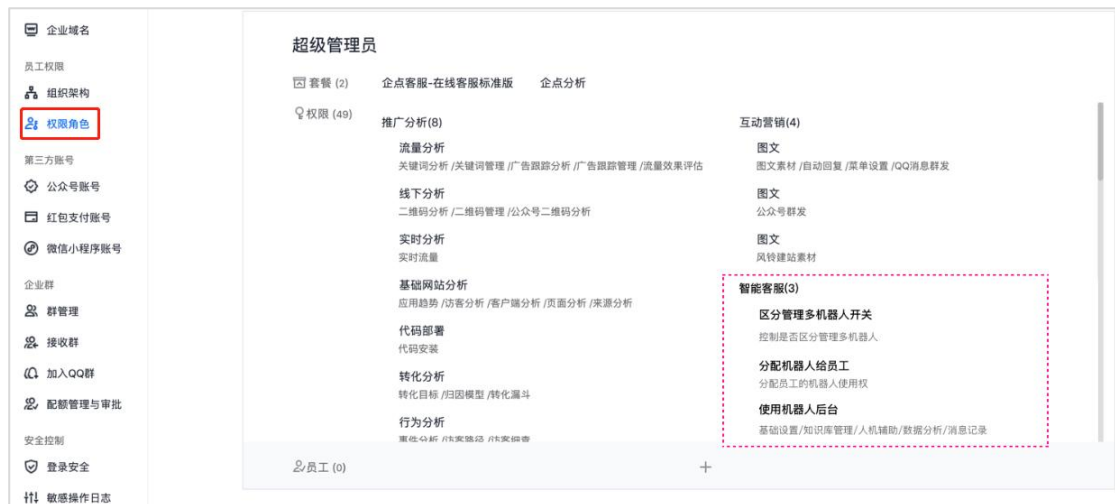 企业域名
员工权限
组织架构
权限角色
第三方账号
公众号账号
红包支付账号
微信小程序账号
企业群
群管理
接收群
加入QQ群
配额管理与审批
安全控制
登录安全
敏感操作日志
超级管理员
套餐 (2) 企点客服-在线客服标准版 企点分析
权限 (49)
推广分析(8)
流量分析
关键词分析 /关键词管理 /广告跟踪分析 /广告跟踪管理 /流量效果评估
线下分析
二维码分析 /二维码管理 /公众号二维码分析
实时分析
实时流量
基础网站分析
应用趋势 /访客分析 /客户端分析 /页面分析 /来源分析
代码部署
代码安装
转化分析
转化目标 /归因模型 /转化漏斗
行为分析
事件分析 /访客路径 /访客细查
互动营销(4)
图文
图文素材 /自动回复 /菜单设置 /QQ消息群发
图文
公众号群发
图文
风铃建站素材
智能客服(3)
区分管理多机器人开关
控制是否区分管理多机器人
分配机器人给员工
分配员工的机器人使用权
使用机器人后台
基础设置/知识库管理/人机辅助/数据分析/消息记录
员工 (0)